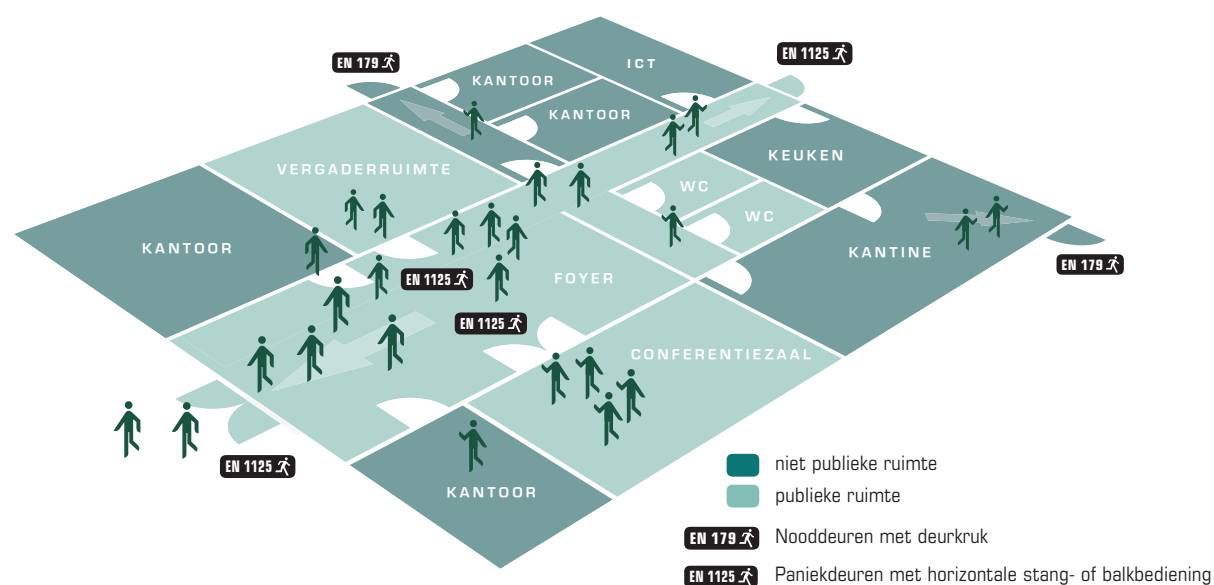 EN 1125
ICT
EN 179
KANTOOR
KANTOOR
KEUKEN
VERGADERRUIMTE
WC
WC
KANTOOR
KANTINE
EN 179
EN 1125
FOYER
EN 1125
CONFERENTIEZAAL
EN 1125
KANTOOR
niet publieke ruimte
publieke ruimte
EN 179 Nooddeuren met deurkruk
EN 1125 Paniekdeuren met horizontale stang- of balkbediening